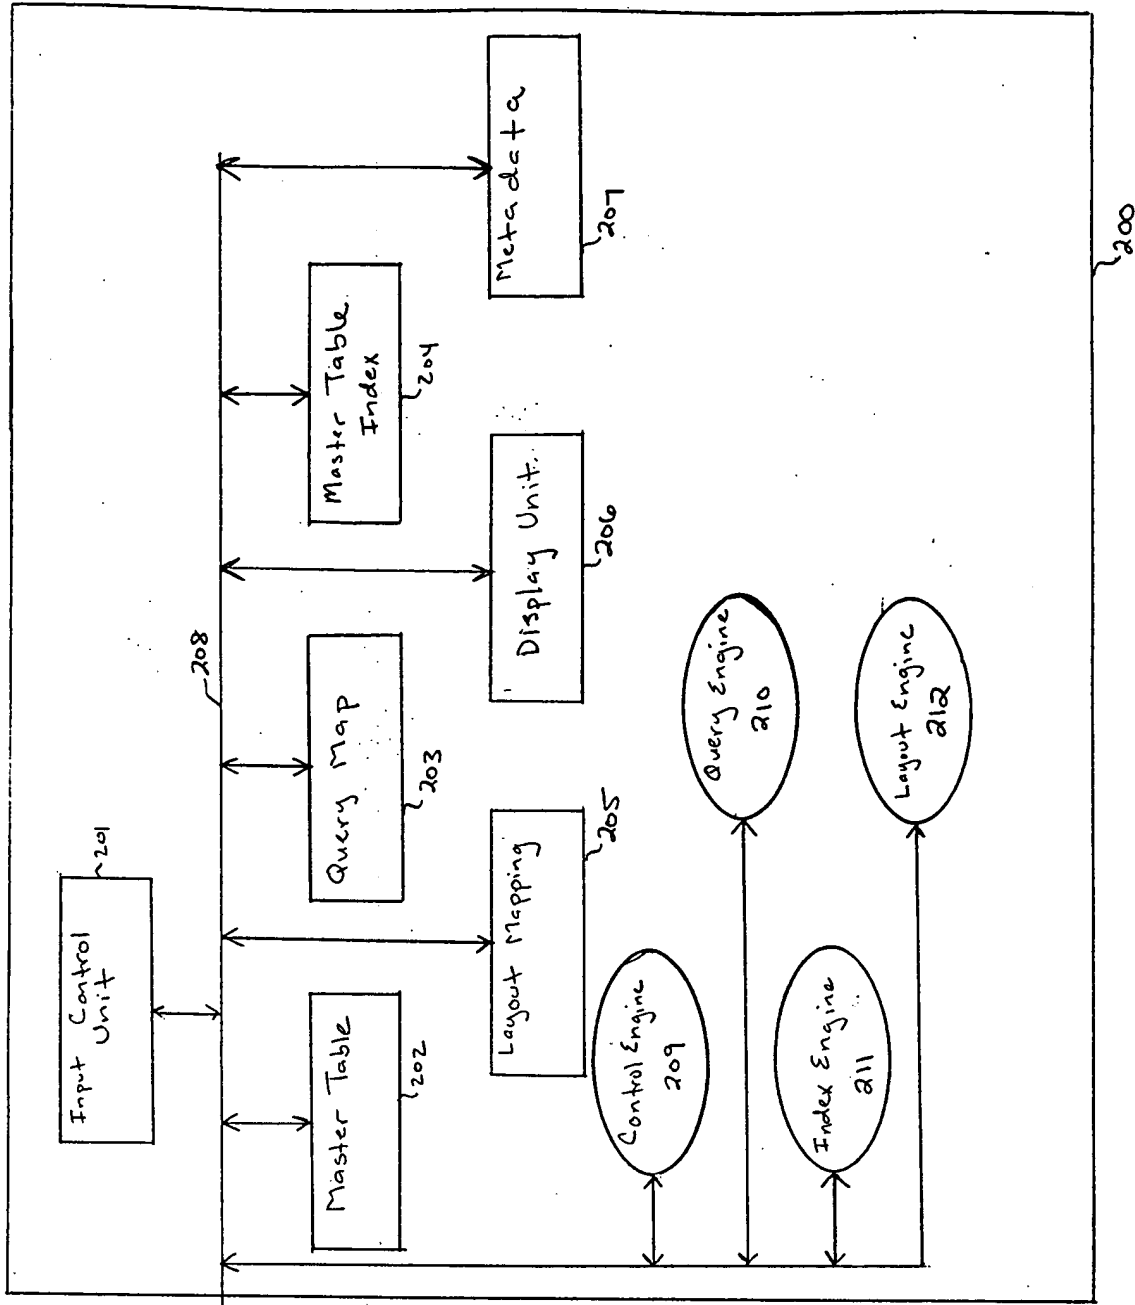 Input Control
Unit
201
208
Master Table
202
Query Map
203
Master Table
Index
204
Layout Mapping
205
Display Unit
206
Metadata
207
Control Engine
209
Query Engine
210
Index Engine
211
Layout Engine
212
200